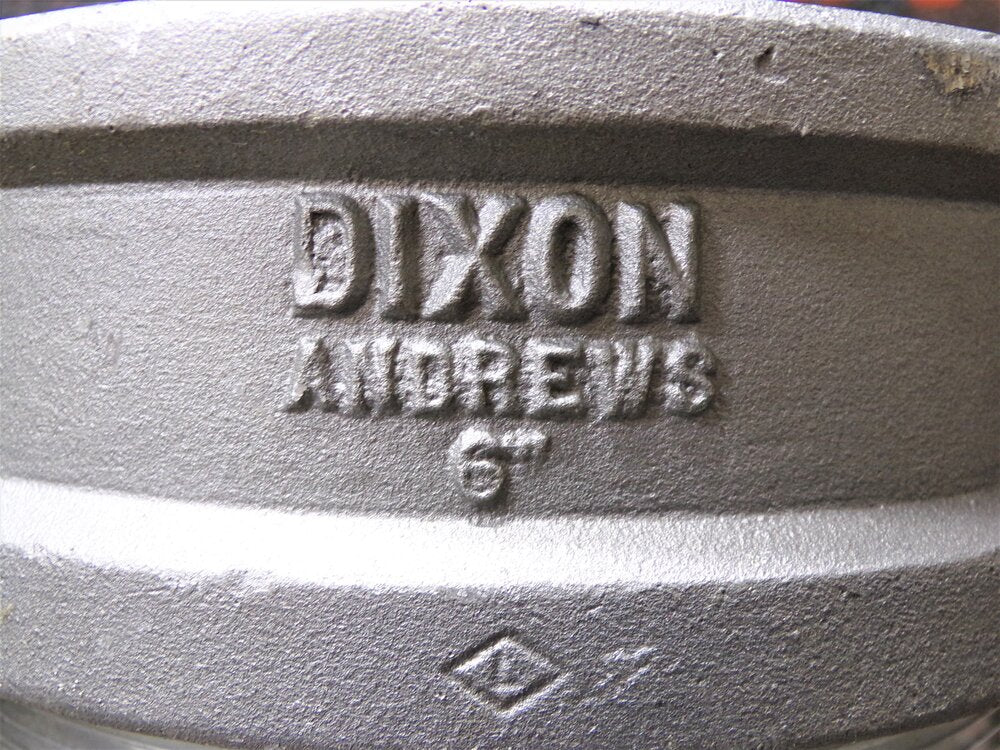 DIXON
ANDREWS
6"
L